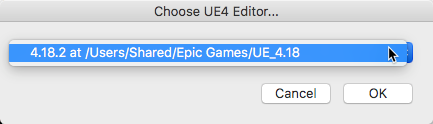 Choose UE4 Editor...
4.18.2 at /Users/Shared/Epic Games/UE_4.18
Cancel
OK